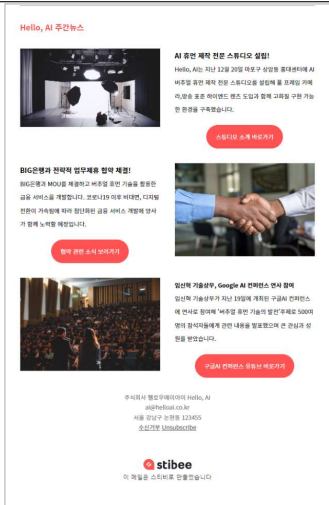 Hello, AI 주간뉴스
AI 휴먼 제작 전문 스튜디오 설립!
Hello, AI는 지난 12월 20일 마포구 상암동 홍대센터에 AI
버추얼 휴먼 제작 전문 스튜디오를 설립해 풀 프레임 카메
라,방송 표준 하이엔드 렌즈 도입과 함께 고화질 구현 가능
한 환경을 구축했습니다.
스튜디오 소개 바로가기
BIG은행과 전략적 업무제휴 협약 체결!
BIG은행과 MOU를 체결하고 버추얼 휴먼 기술을 활용한
금융 서비스를 개발합니다. 코로나19 이후 비대면, 디지털
전환이 가속됨에 따라 첨단화된 금융 서비스 개발에 양사
가 함께 노력할 예정입니다.
협약 관련 소식 보러가기
임신혁 기술상무, Google AI 컨퍼런스 연사 참여
임신혁 기술상무가 지난 19일에 개최된 구글AI 컨퍼런스
에 연사로 참여해 '버추얼 휴먼 기술의 발전'주제로 500여
명의 참석자들에게 관련 내용을 발표했으며 큰 관심과 성
원을 받았습니다.
구글AI 컨퍼런스 유튜브 바로가기
주식회사 헬로우에이아이 Hello, AI
ai@helloai.co.kr
서울 강남구 논현동 123455
수신거부 Unsubscribe
stibee
이 메일은 스티비로 만들었습니다